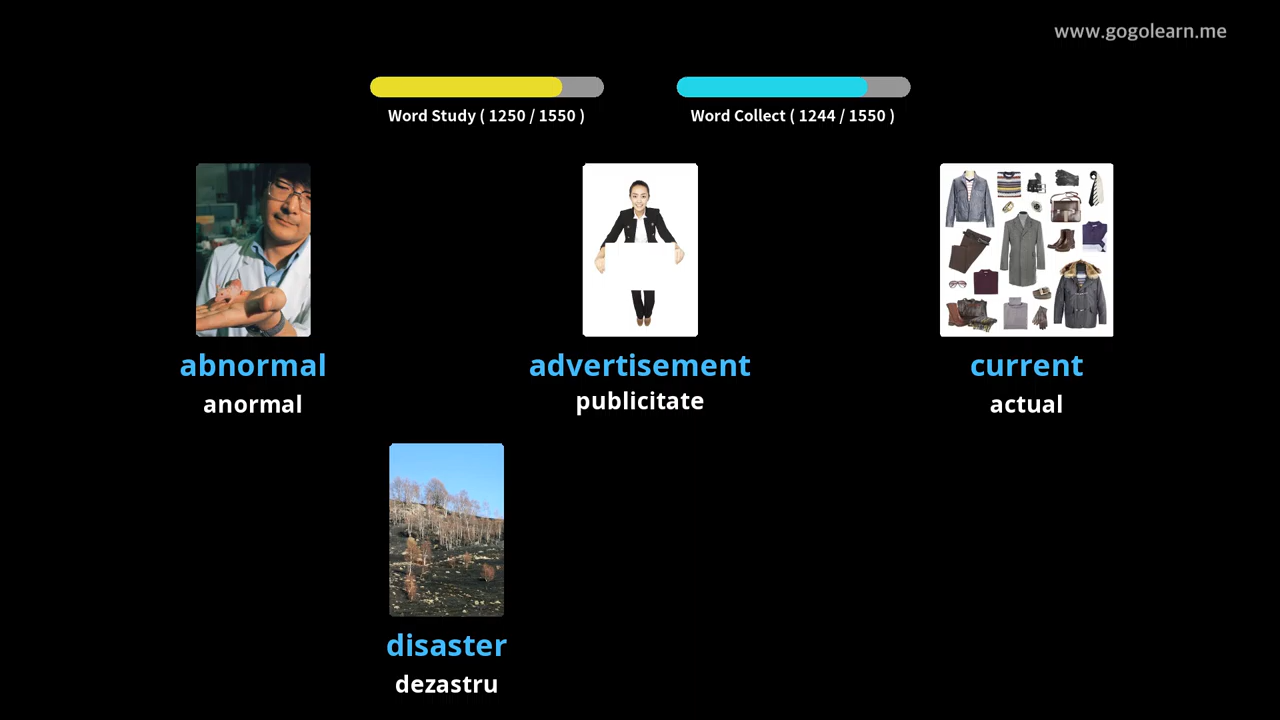 www.gogolearn.me
Word Study ( 1250 / 1550 )
Word Collect ( 1244 / 1550 )
abnormal
anormal
advertisement
publicitate
current
actual
disaster
dezastru